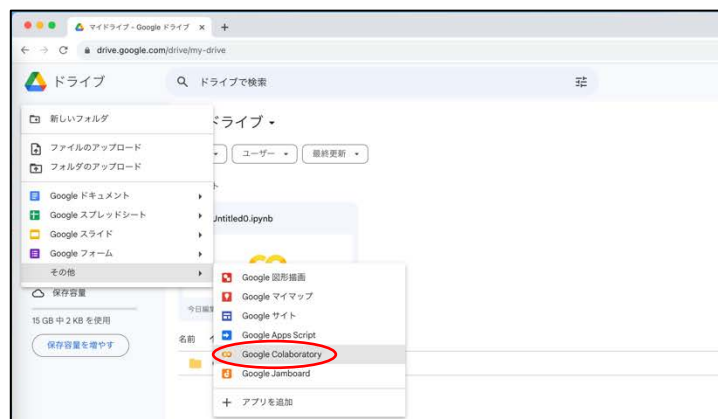 マイドライブ - Google ドライブ
drive.google.com/drive/my-drive
ドライブ
ドライブで検索
新しいフォルダ
ファイルのアップロード
フォルダのアップロード
Google ドキュメント
Google スプレッドシート
Google スライド
Google フォーム
その他
ドライブ
ユーザー
最終更新
Untitled0.ipynb
Google 図形描画
Google マイマップ
Google サイト
Google Apps Script
Google Colaboratory
Google Jamboard
アプリを追加
保存容量
15 GB 中 2 KB を使用
保存容量を増やす
今日編集
名前